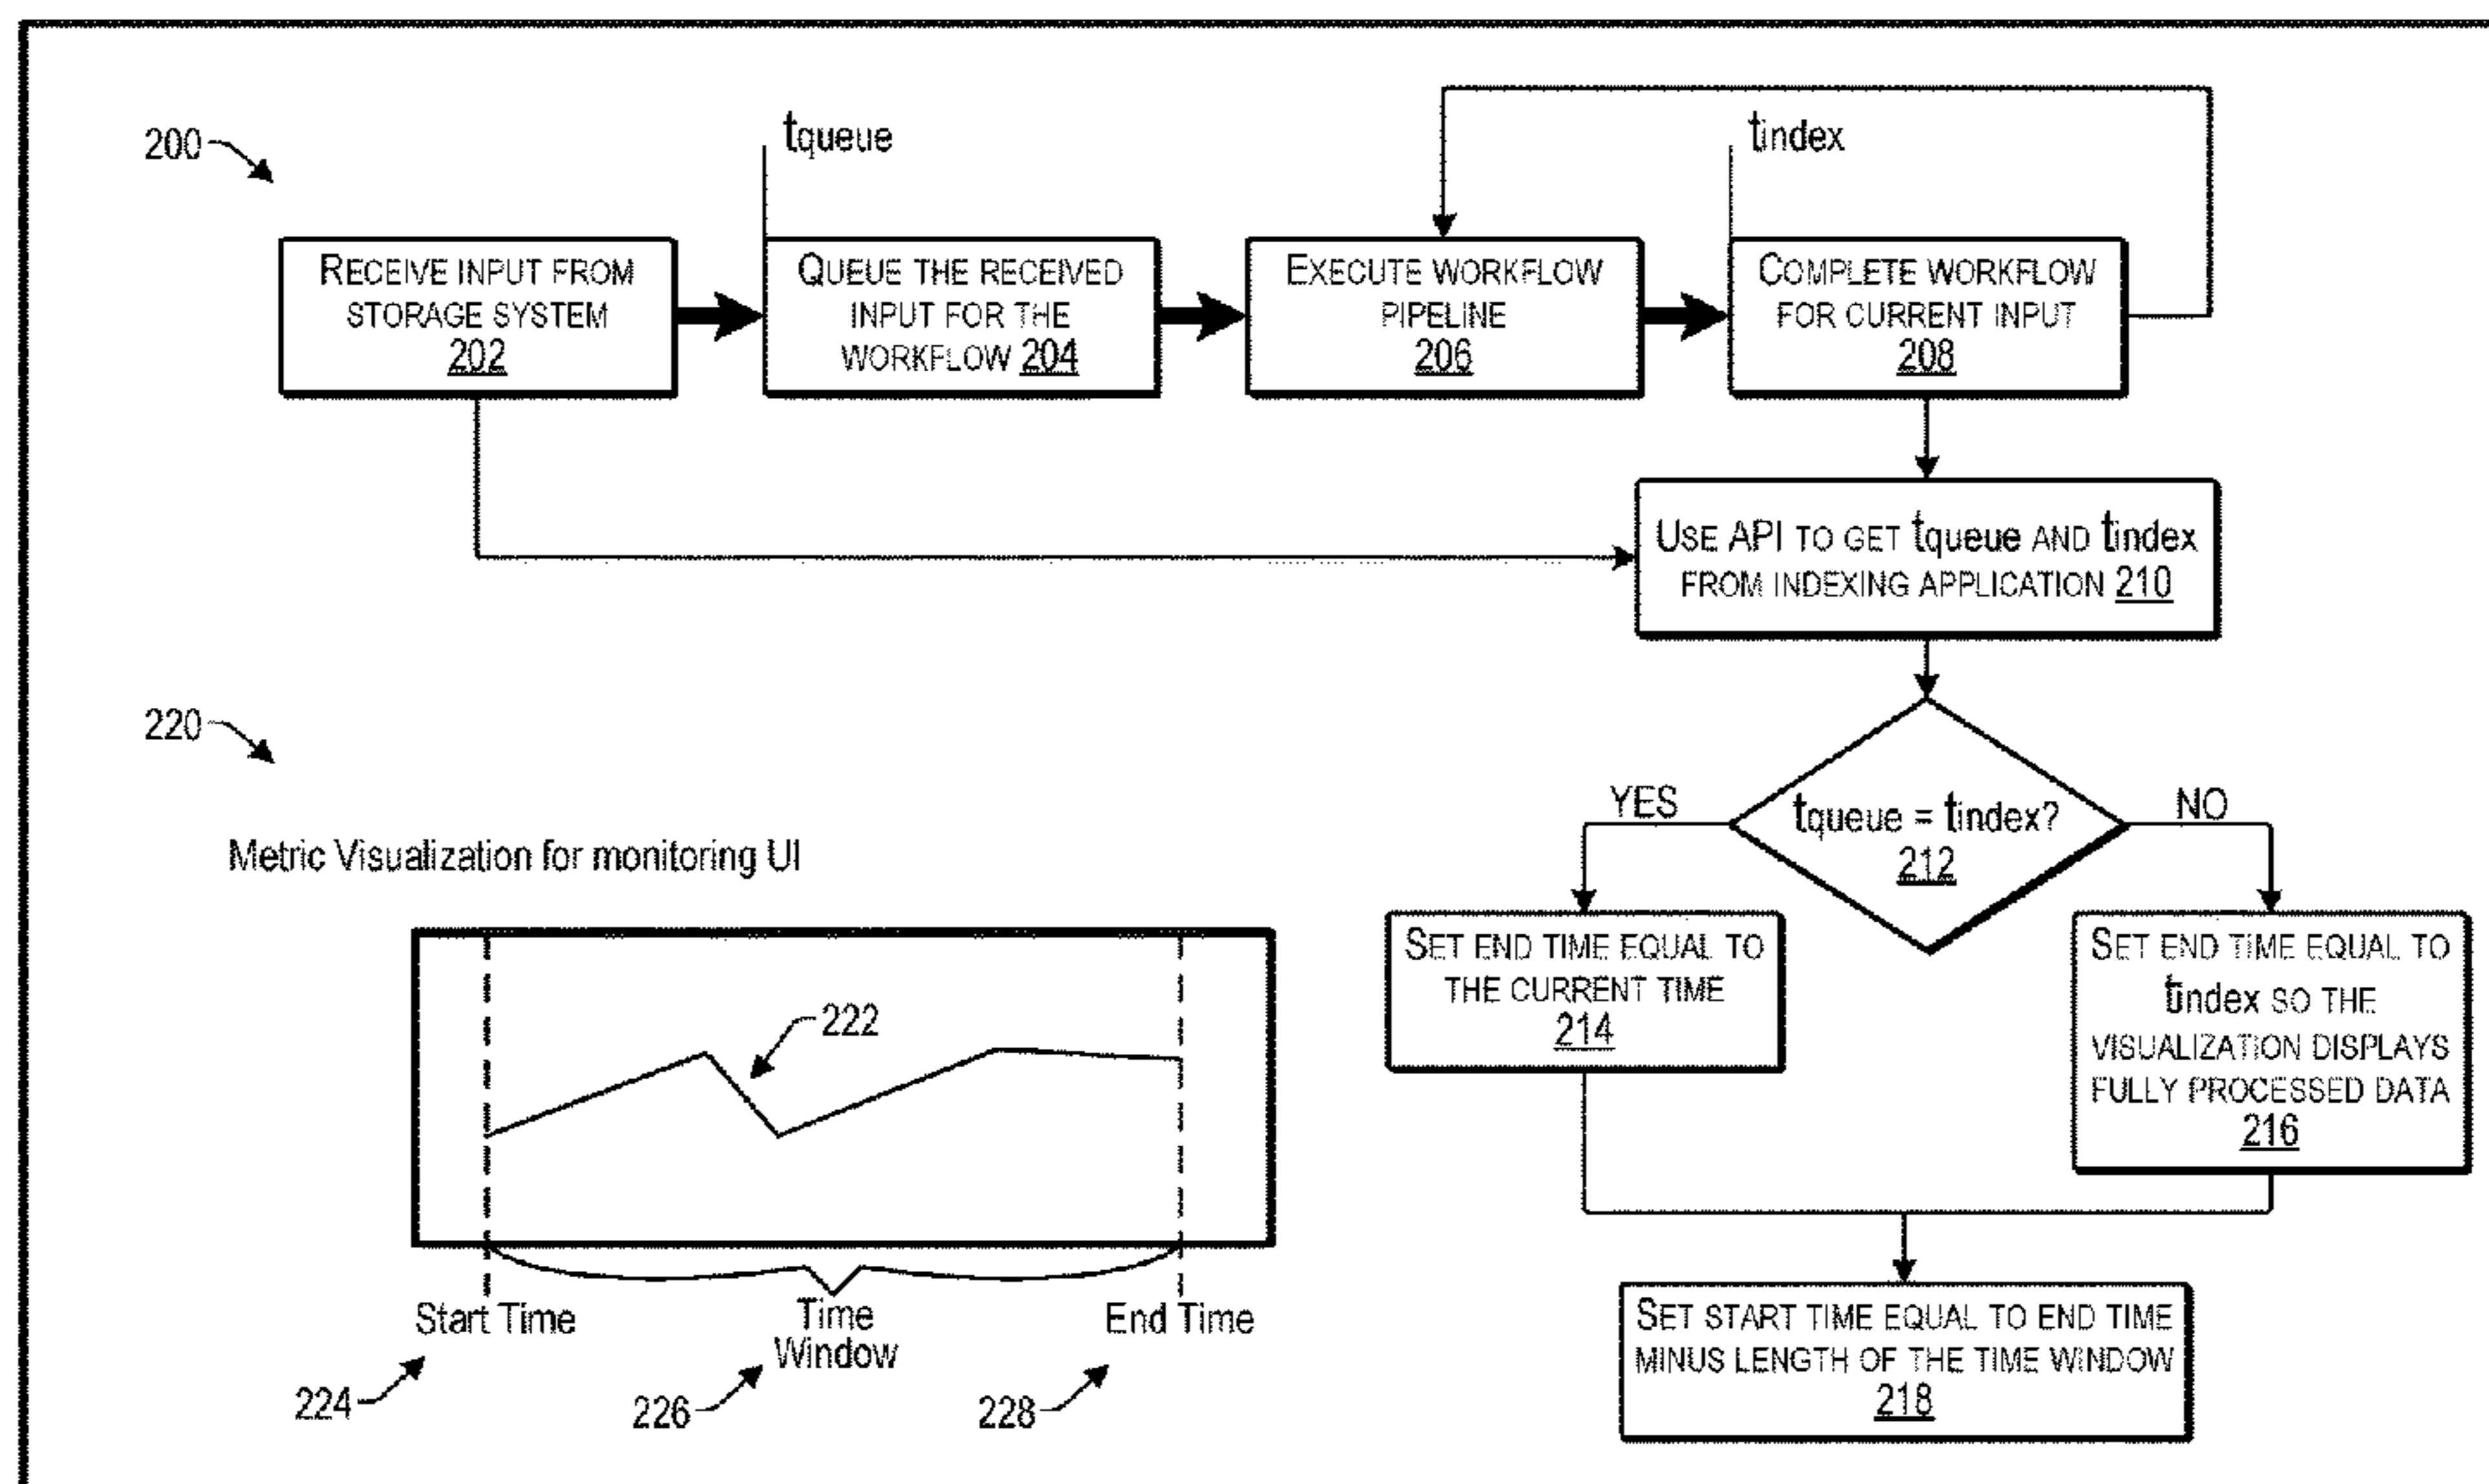 200
tqueue
tindex
RECEIVE INPUT FROM
STORAGE SYSTEM
202
QUEUE THE RECEIVED
INPUT FOR THE
WORKFLOW 204
EXECUTE WORKFLOW
PIPELINE
206
COMPLETE WORKFLOW
FOR CURRENT INPUT
208
USE API TO GET tqueue AND tindex
FROM INDEXING APPLICATION 210
tqueue = tindex?
212
YES
NO
SET END TIME EQUAL TO
THE CURRENT TIME
214
SET END TIME EQUAL TO
tindex SO THE
VISUALIZATION DISPLAYS
FULLY PROCESSED DATA
216
SET START TIME EQUAL TO END TIME
MINUS LENGTH OF THE TIME WINDOW
218
220
Metric Visualization for monitoring UI
222
Start Time
Time
Window
End Time
224
226
228